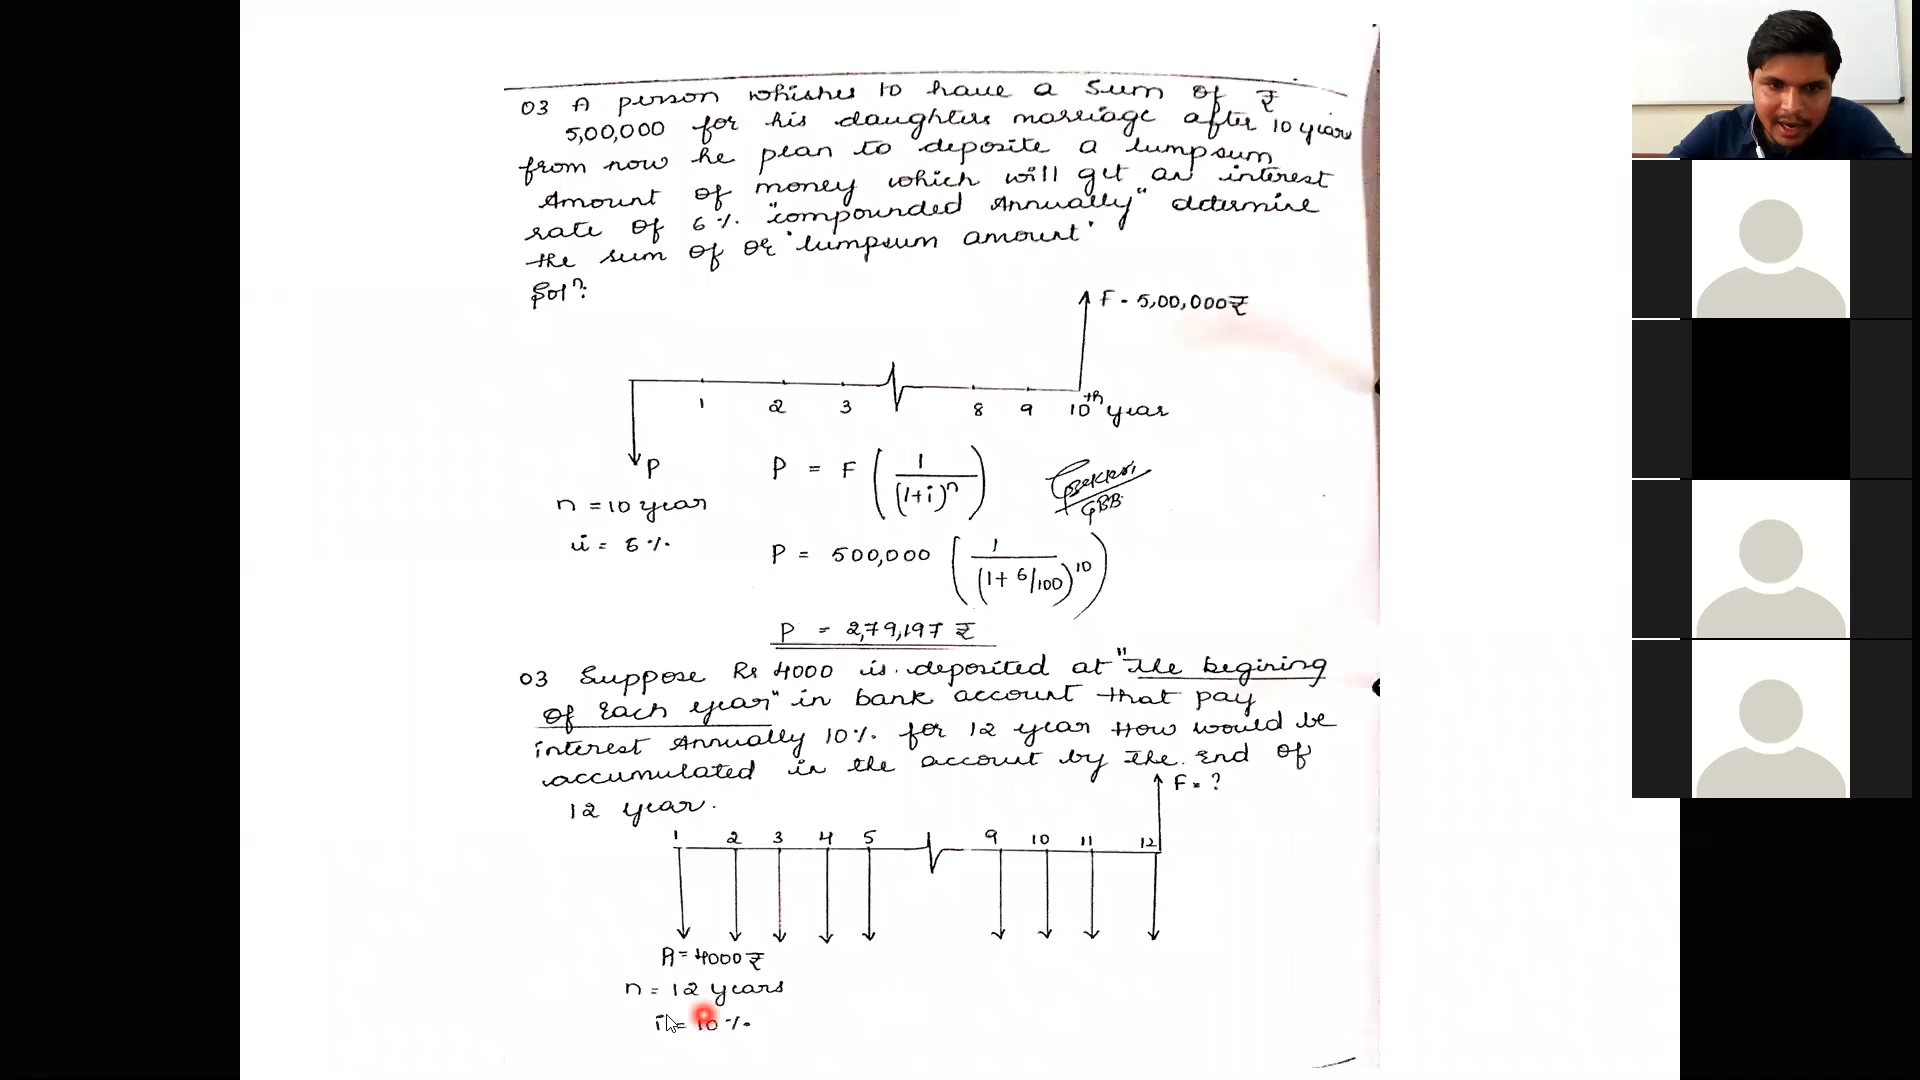 03 A person whishes to have a sum of ₹
5,00,000 for his daughters marriage after 10 years
from now he plan to deposite a lumpsum
Amount of money which will get an interest
rate of 6 %. "compounded Annually" determine
the sum of or "lumpsum amount"
Solⁿ:
F - 5,00,000₹
1 2 3 8 9 10th year
P
P = F (1/(1+i)ⁿ)
n = 10 year
i = 6 %.
P = 500,000 (1/(1+ 6/100)¹⁰)
P = 2,79,197 ₹
03 Suppose Rs 4000 is deposited at "The begining
of Each year" in bank account that pay
interest Annually 10%. for 12 year How would be
accumulated in the account by the End of
12 year.
F = ?
1 2 3 4 5 9 10 11 12
A = 4000 ₹
n = 12 years
i = 10 %.